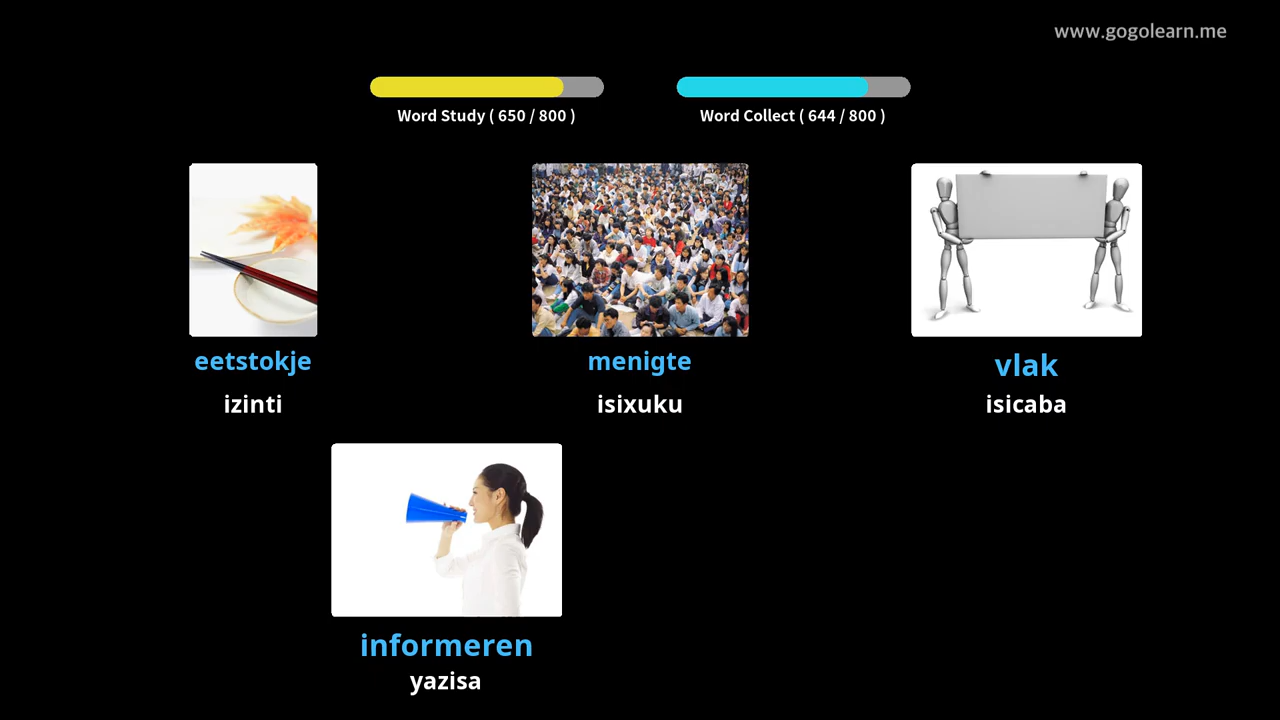 www.gogolearn.me
Word Study ( 650 / 800 )
Word Collect ( 644 / 800 )
eetstokje
izinti
menigte
isixuku
vlak
isicaba
informeren
yazisa